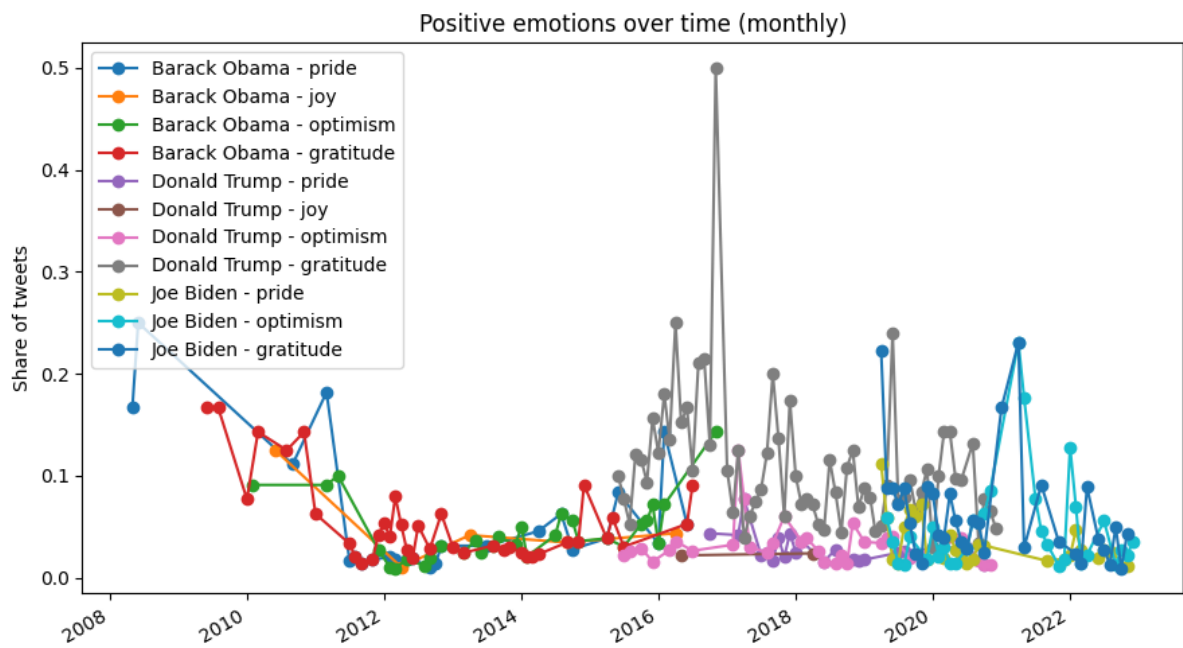 Positive emotions over time (monthly)
0.5
0.4
0.3
0.2
0.1
0.0
Share of tweets
Barack Obama - pride
Barack Obama - joy
Barack Obama - optimism
Barack Obama - gratitude
Donald Trump - pride
Donald Trump - joy
Donald Trump - optimism
Donald Trump - gratitude
Joe Biden - pride
Joe Biden - optimism
Joe Biden - gratitude
2008
2010
2012
2014
2016
2018
2020
2022